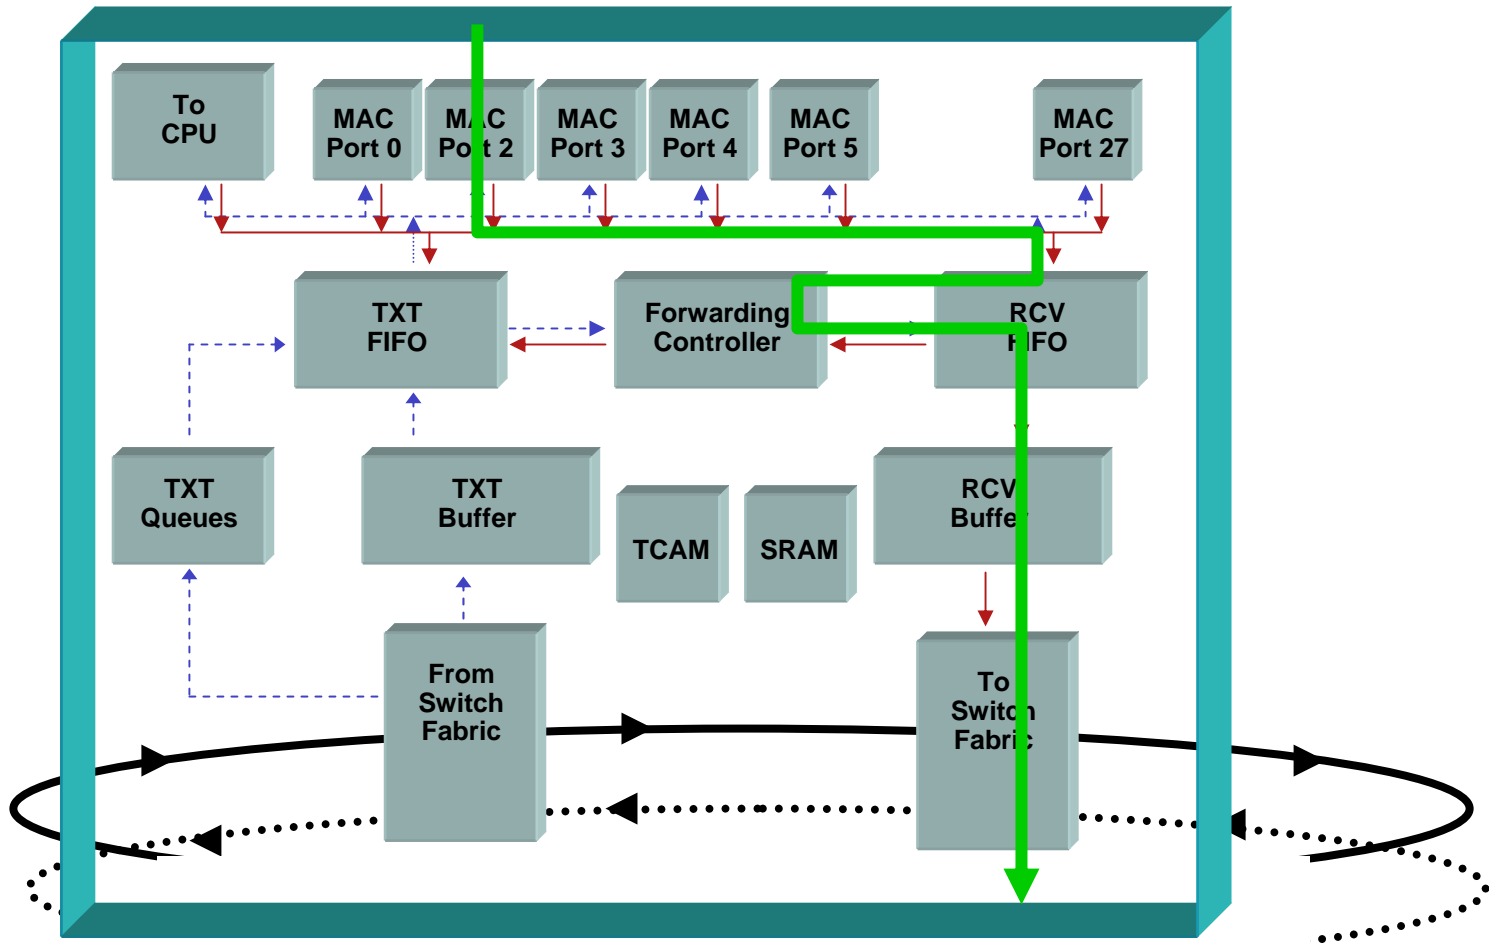 To
CPU
MAC
Port 0
MAC
Port 2
MAC
Port 3
MAC
Port 4
MAC
Port 5
MAC
Port 27
TXT
FIFO
Forwarding
Controller
RCV
FIFO
TXT
Queues
TXT
Buffer
TCAM
SRAM
RCV
Buffer
From
Switch
Fabric
To
Switch
Fabric